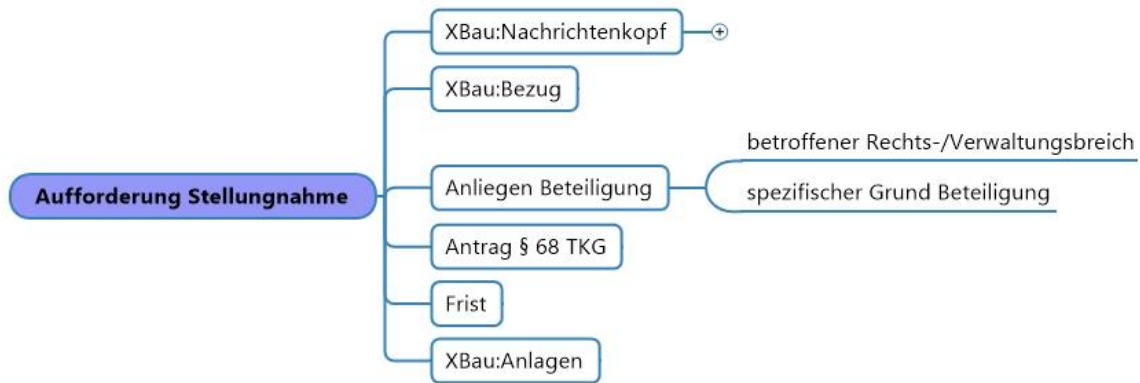 XBau:Nachrichtenkopf
XBau:Bezug
betroffener Rechts-/Verwaltungsbreich
Aufforderung Stellungnahme
Anliegen Beteiligung
spezifischer Grund Beteiligung
Antrag § 68 TKG
Frist
XBau:Anlagen